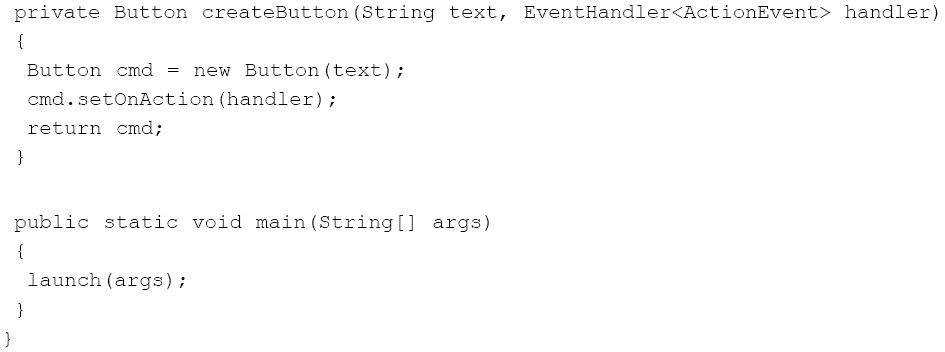 private Button createButton(String text, EventHandler<ActionEvent> handler)
{
Button cmd = new Button(text);
cmd.setOnAction(handler);
return cmd;
}
public static void main(String[] args)
{
launch(args);
}
}